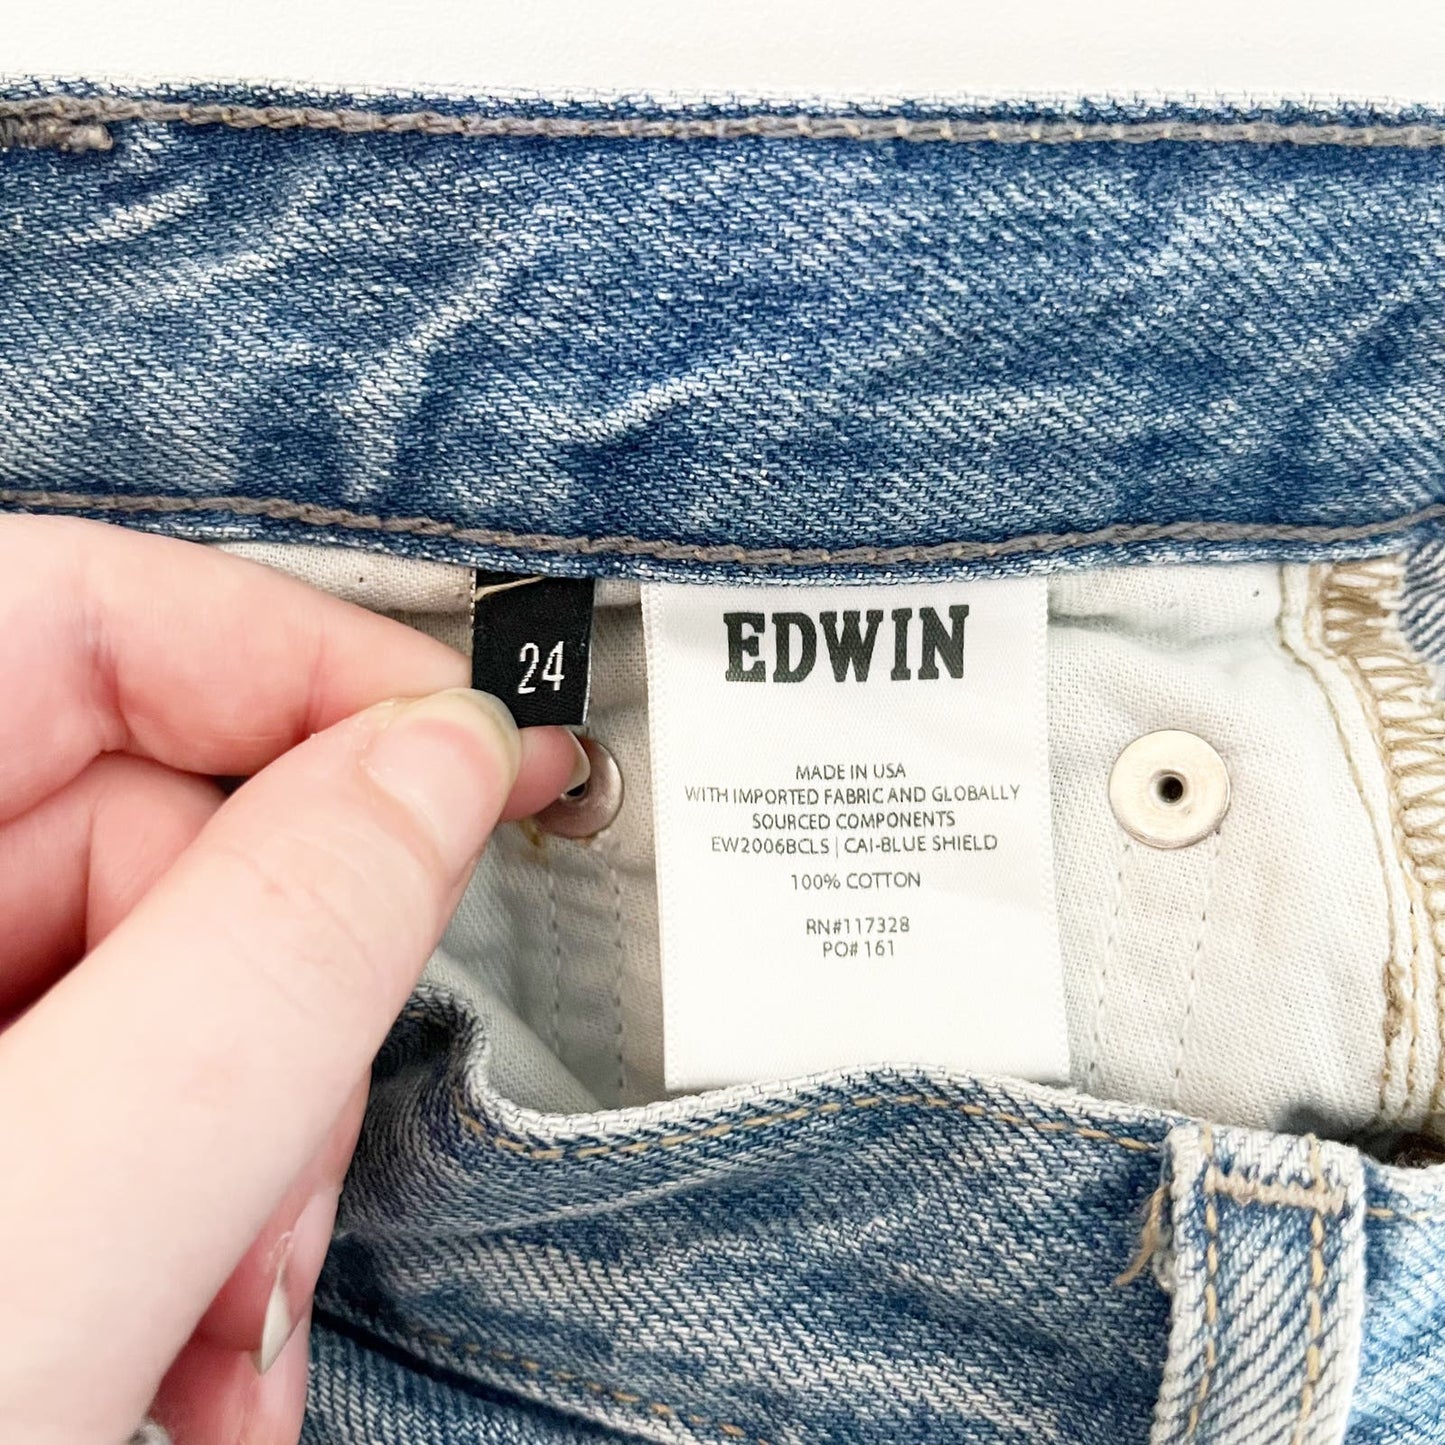 24
EDWIN
MADE IN USA
WITH IMPORTED FABRIC AND GLOBALLY
SOURCED COMPONENTS
EW2006BCLS | CAI-BLUE SHIELD
100% COTTON
RN#117328
PO# 161